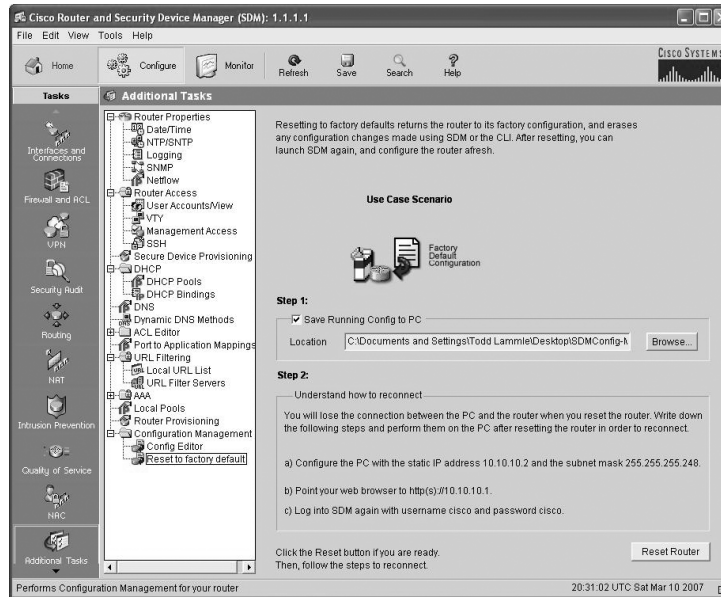 Cisco Router and Security Device Manager (SDM): 1.1.1.1
File Edit View Tools Help
Home
Configure
Monitor
Refresh
Save
Search
Help
CISCO SYSTEMS
Tasks
Additional Tasks
Interfaces and
Connections
Firewall and ACL
VPN
Security Audit
Routing
NAT
Intrusion Prevention
Quality of Service
NAC
Additional Tasks
Router Properties
Date/Time
NTP/SNTP
Logging
SNMP
Netflow
Router Access
User Accounts/View
VTY
Management Access
SSH
Secure Device Provisioning
DHCP
DHCP Pools
DHCP Bindings
DNS
Dynamic DNS Methods
ACL Editor
Port to Application Mappings
URL Filtering
Local URL List
URL Filter Servers
AAA
Local Pools
Router Provisioning
Configuration Management
Config Editor
Reset to factory default
Resetting to factory defaults returns the router to its factory configuration, and erases
any configuration changes made using SDM or the CLI. After resetting, you can
launch SDM again, and configure the router afresh.
Use Case Scenario
Factory
Default
Configuration
Step 1:
Save Running Config to PC
Location C:\Documents and Settings\Todd Lammle\Desktop\SDMConfig-M Browse...
Step 2:
Understand how to reconnect
You will lose the connection between the PC and the router when you reset the router. Write down
the following steps and perform them on the PC after resetting the router in order to reconnect.
a) Configure the PC with the static IP address 10.10.10.2 and the subnet mask 255.255.255.248.
b) Point your web browser to http(s)://10.10.10.1.
c) Log into SDM again with username cisco and password cisco.
Click the Reset button if you are ready.
Then, follow the steps to reconnect.
Reset Router
Performs Configuration Management for your router
20:31:02 UTC Sat Mar 10 2007